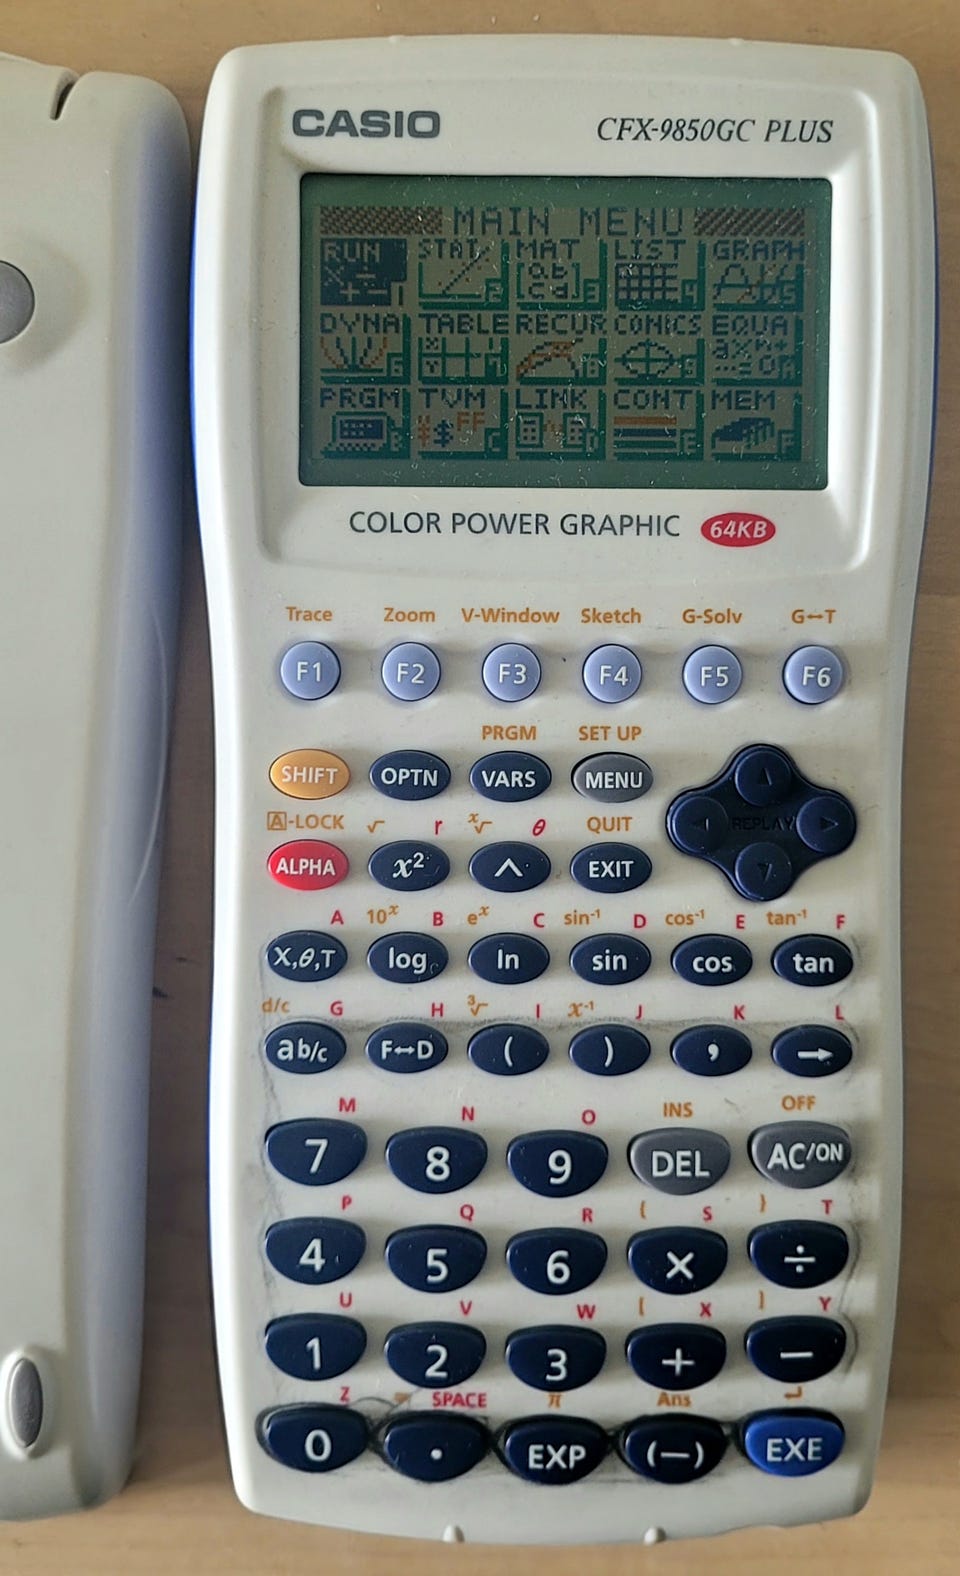 CASIO CFX-9850GC PLUS
MAIN MENU
RUN STAT MAT LIST GRAPH
DYNA TABLE RECUR CONICS EQUA
PRGM TVM LINK CONT MEM
COLOR POWER GRAPHIC 64KB
Trace Zoom V-Window Sketch G-Solv G↔T
F1 F2 F3 F4 F5 F6
PRGM SET UP
SHIFT OPTN VARS MENU
REPLAY
A-LOCK √ r ˣ√ θ QUIT
ALPHA x² ^ EXIT
A 10ˣ B eˣ C sin⁻¹ D cos⁻¹ E tan⁻¹ F
X,θ,T log ln sin cos tan
d/c G H ³√ I x⁻¹ J K L
ab/c F↔D ( ) , →
M N O INS OFF
7 8 9 DEL AC/ON
P Q R { S } T
4 5 6 × ÷
U V W [ X ] Y
1 2 3 + −
Z = SPACE π Ans ↵
0 . EXP (−) EXE